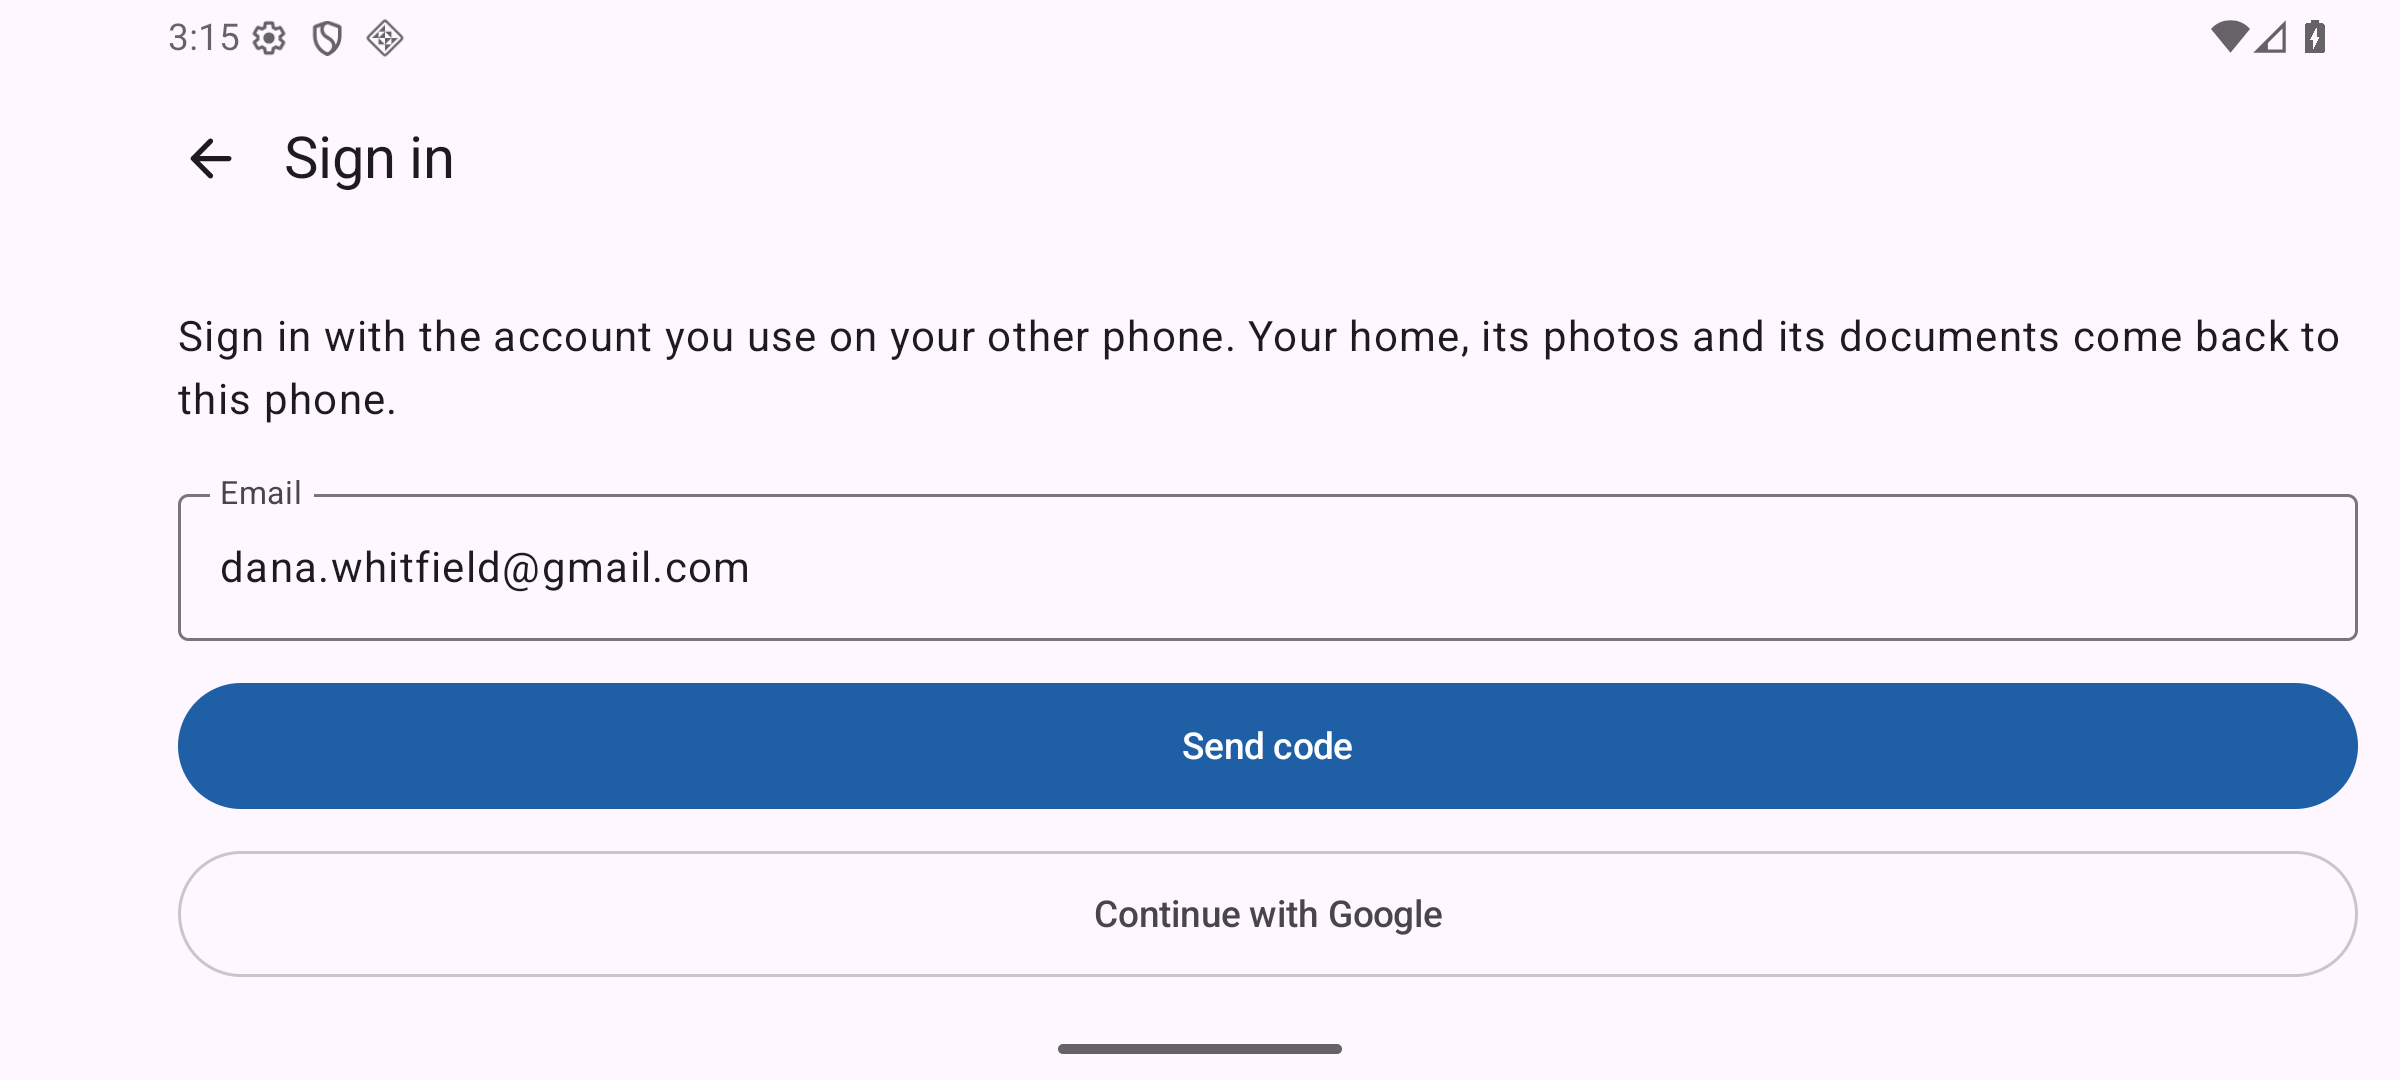 3:15
Sign in
Sign in with the account you use on your other phone. Your home, its photos and its documents come back to
this phone.
Email
dana.whitfield@gmail.com
Send code
Continue with Google